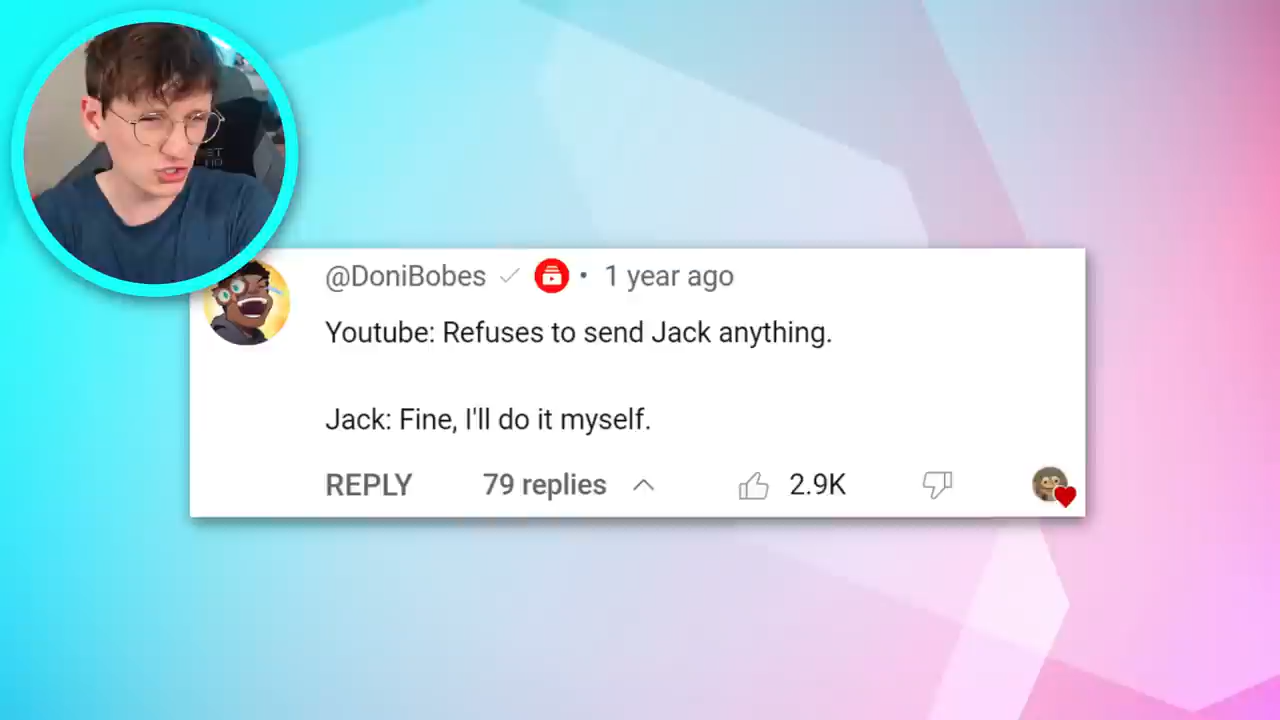 @DoniBobes • 1 year ago
Youtube: Refuses to send Jack anything.
Jack: Fine, I'll do it myself.
REPLY 79 replies 2.9K